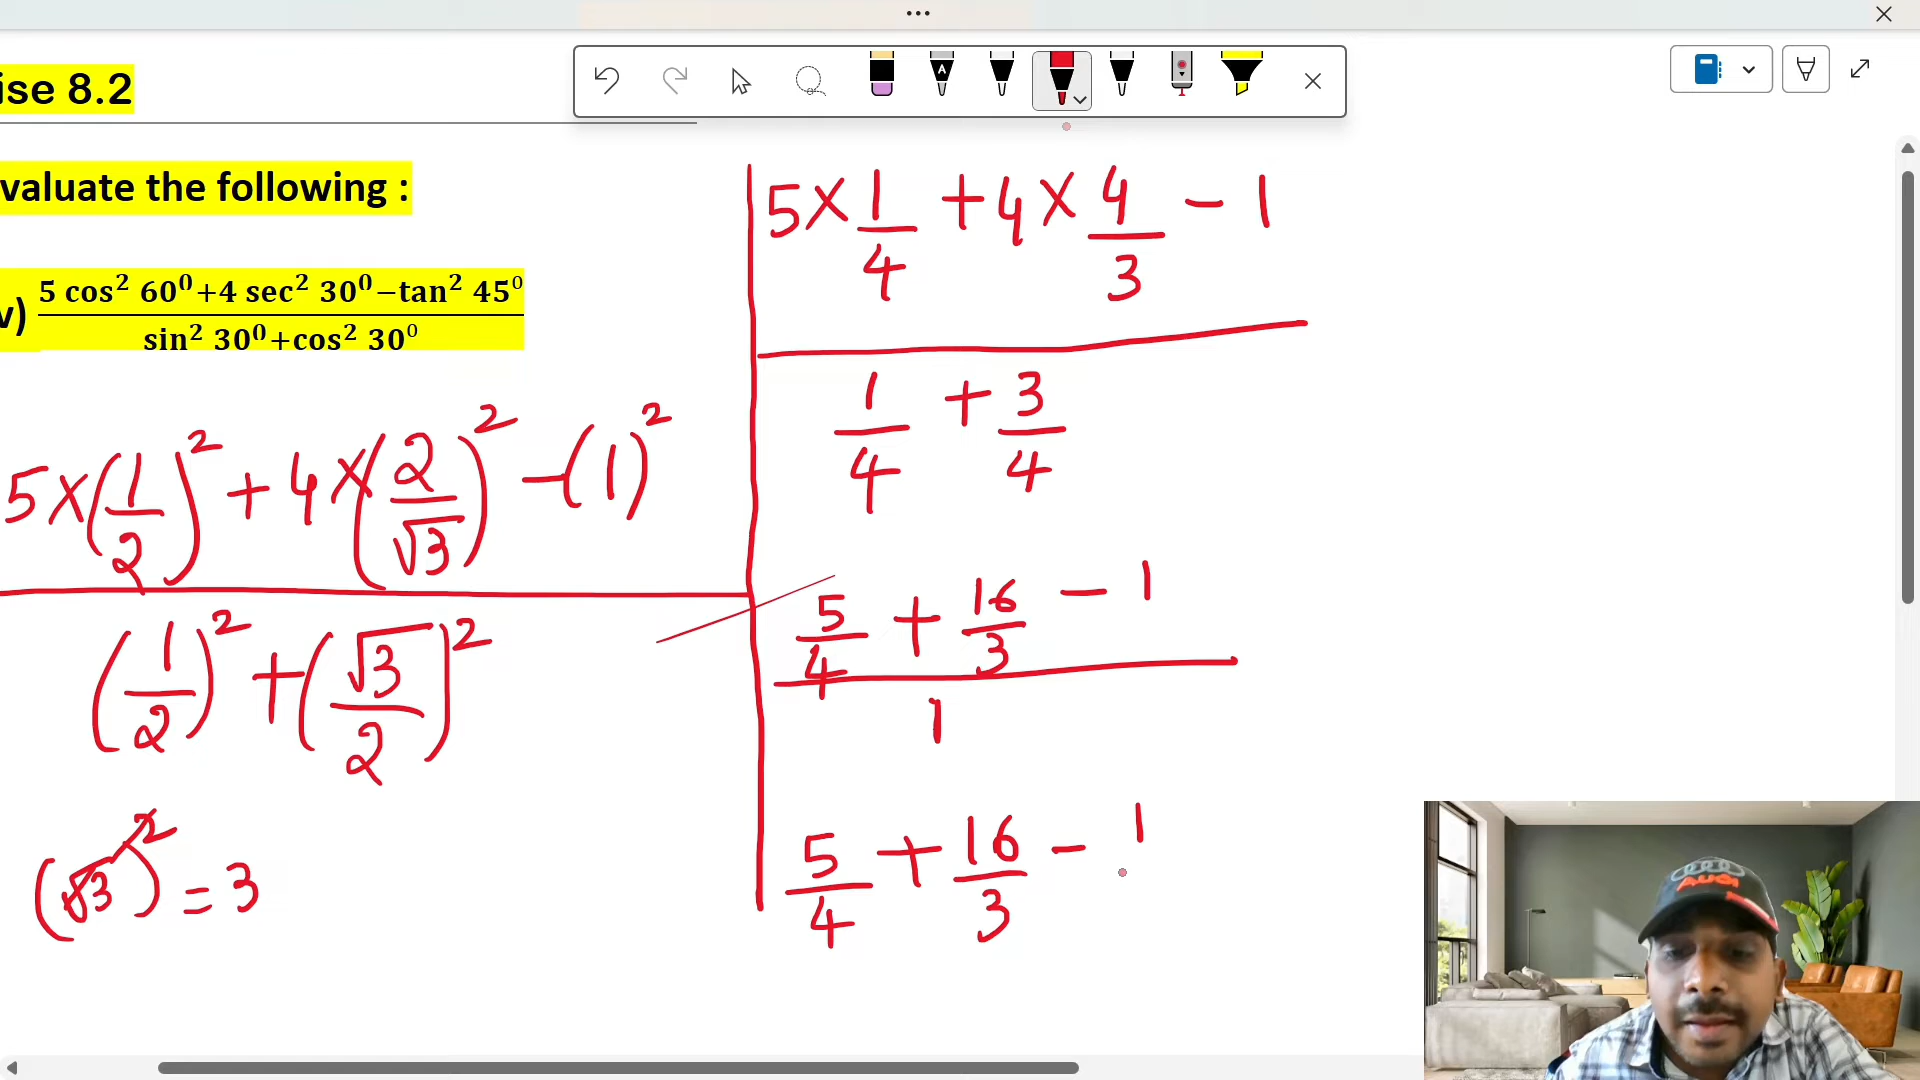 ise 8.2
valuate the following :
v) (5 cos² 60⁰+4 sec² 30⁰−tan² 45⁰)/(sin² 30⁰+cos² 30⁰)
5×(1/2)² + 4×(2/√3)² −(1)²
(1/2)² + (√3/2)²
(√3)² = 3
5×1/4 + 4×4/3 − 1
1/4 + 3/4
5/4 + 16/3 − 1
1
5/4 + 16/3 − 1
A
AUDI